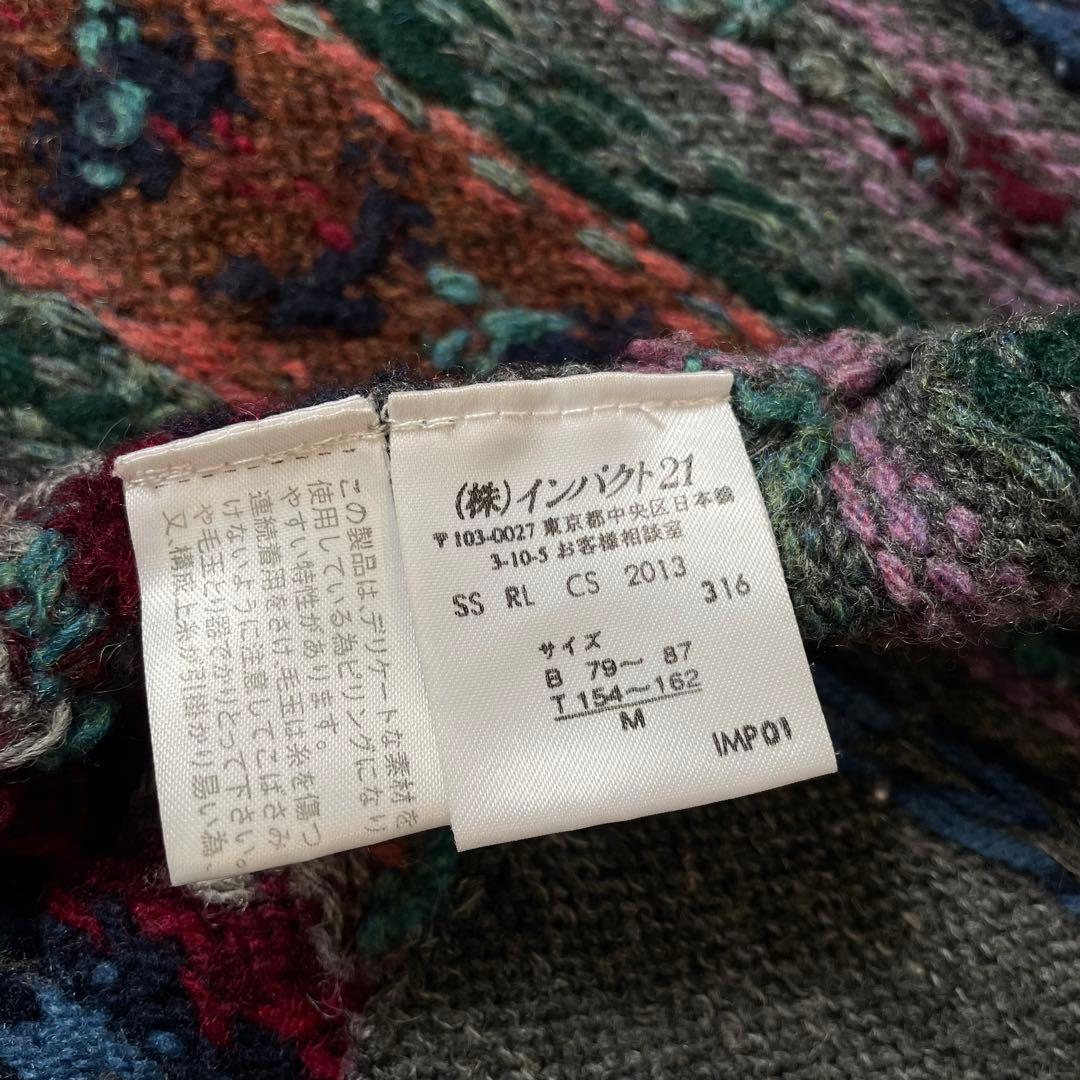 この製品は、デリケートな素材を
使用している為ピリングになり
やすい特性があります。
連続着用をさけ、毛玉は糸を傷つ
けないように注意してこばさみ
や毛玉とり器でかりとって下さい。
又、構成上糸が引掛かり易い為、
(株)インパクト21
〒103-0027 東京都中央区日本橋
3-10-5 お客様相談室
SS RL CS 2013 316
サイズ
B 79〜 87
T 154〜162
M
IMP01